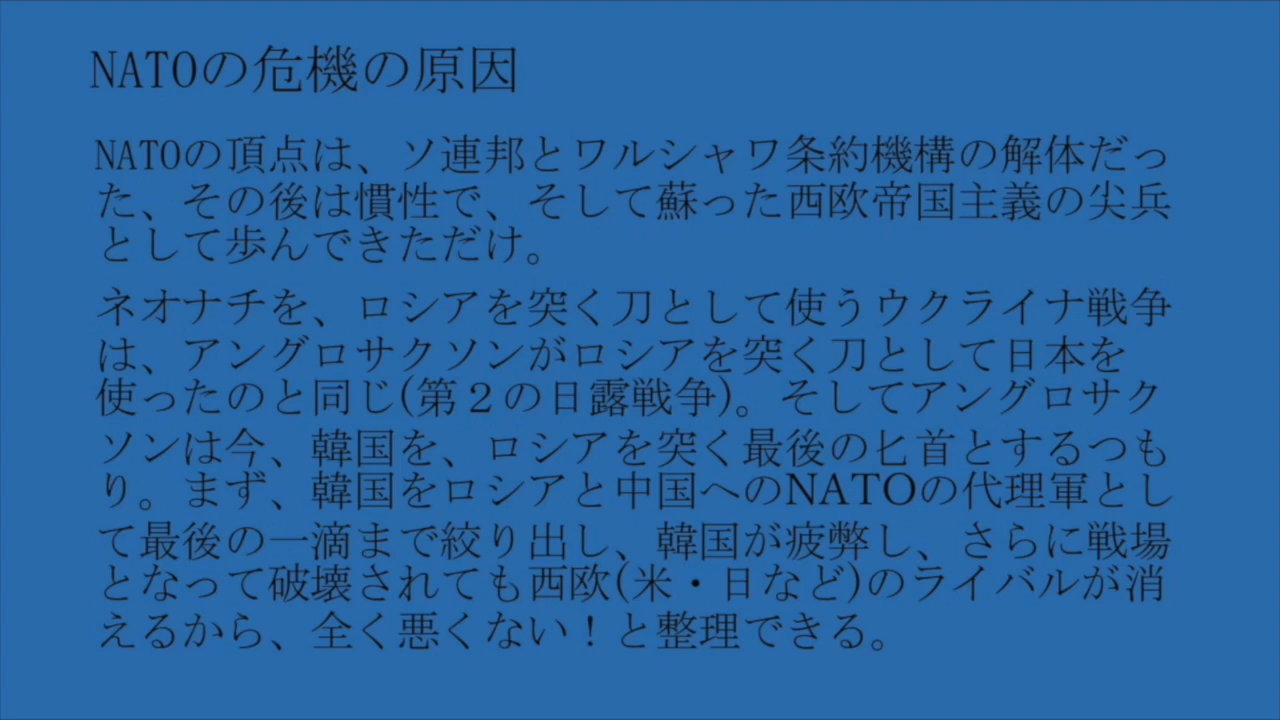 NATOの危機の原因
NATOの頂点は、ソ連邦とワルシャワ条約機構の解体だっ
た、その後は慣性で、そして蘇った西欧帝国主義の尖兵
として歩んできただけ。
ネオナチを、ロシアを突く刀として使うウクライナ戦争
は、アングロサクソンがロシアを突く刀として日本を
使ったのと同じ(第２の日露戦争)。そしてアングロサク
ソンは今、韓国を、ロシアを突く最後の匕首とするつも
り。まず、韓国をロシアと中国へのNATOの代理軍とし
て最後の一滴まで絞り出し、韓国が疲弊し、さらに戦場
となって破壊されても西欧(米・日など)のライバルが消
えるから、全く悪くない！と整理できる。